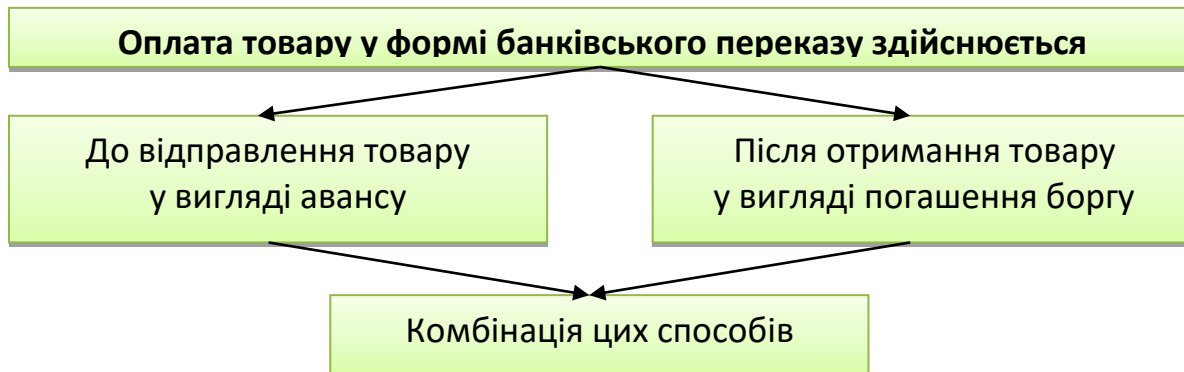 Оплата товару у формі банківського переказу здійснюється
До відправлення товару
у вигляді авансу
Після отримання товару
у вигляді погашення боргу
Комбінація цих способів